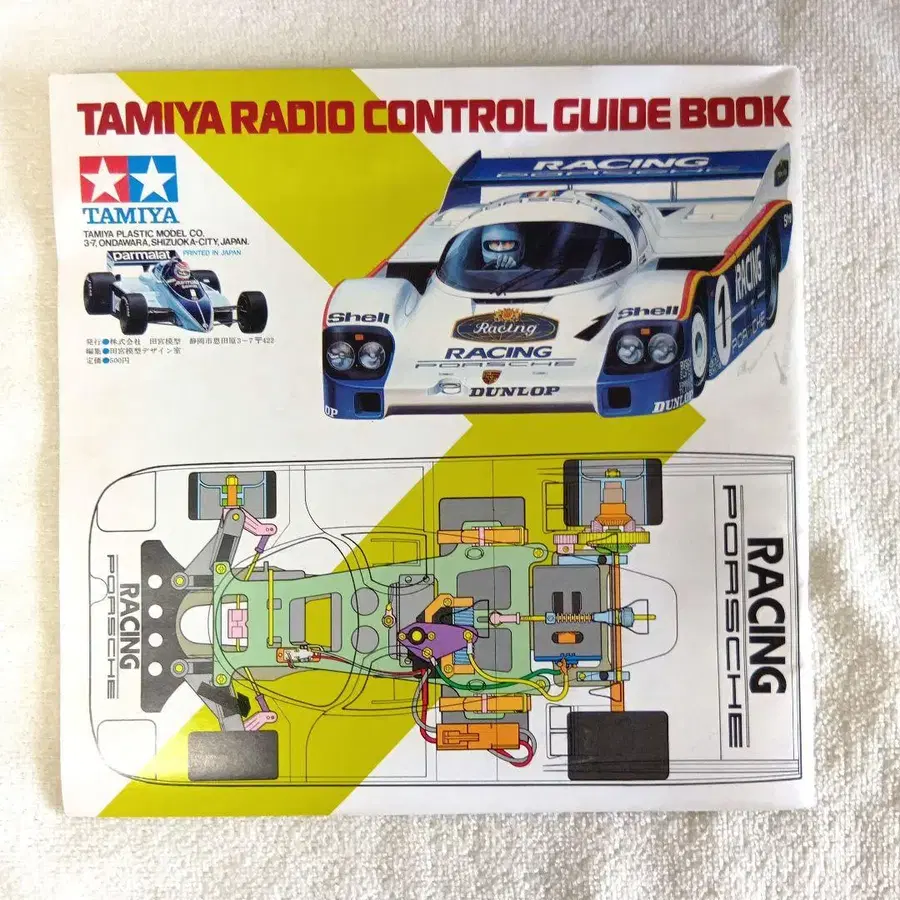 TAMIYA RADIO CONTROL GUIDE BOOK
TAMIYA
TAMIYA PLASTIC MODEL CO.
3-7, ONDAWARA, SHIZUOKA-CITY, JAPAN.
PRINTED IN JAPAN
parmalat
発行●株式会社 田宮模型 静岡市恩田原3-7 〒422
編集●田宮模型デザイン室
定価●500円
RACING
PORSCHE
Shell
Shell
Racing
1
RACING
PORSCHE
DUNLOP
DP
DUNLOP
1
RACING
PORSCHE
RACING
PORSCHE
RACING
PORSCHE